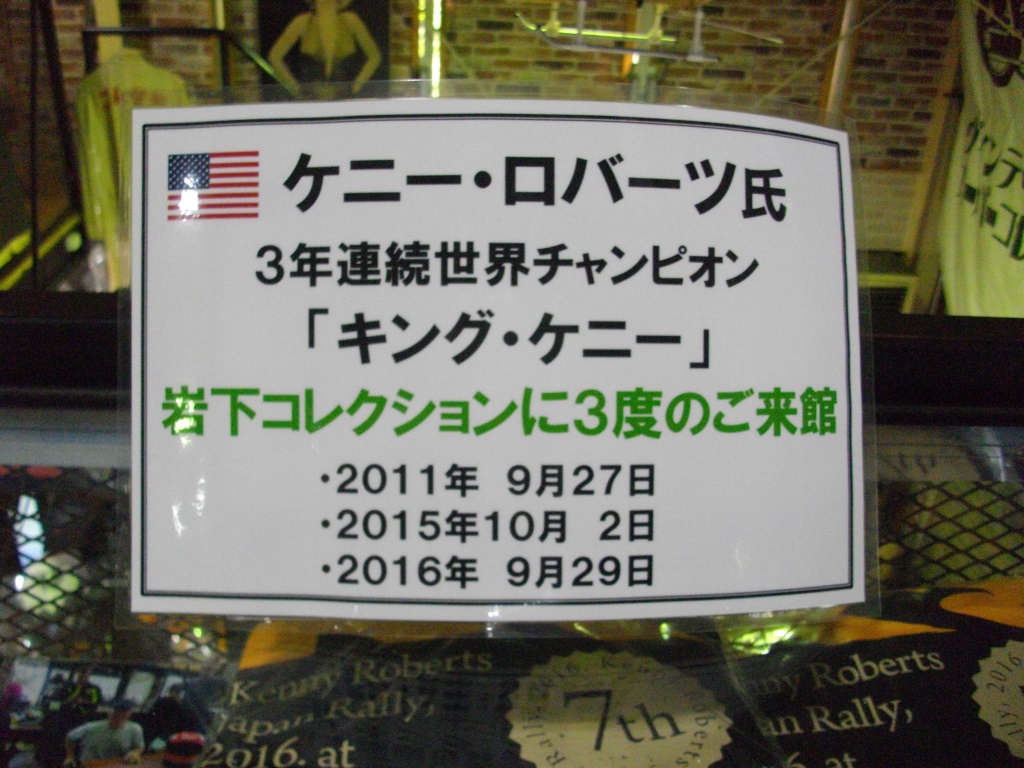 ケニー・ロバーツ氏
3年連続世界チャンピオン
「キング・ケニー」
岩下コレクションに3度のご来館
・2011年 9月27日
・2015年10月 2日
・2016年 9月29日
Kenny Roberts
Japan Rally,
2016. at
7th
Roberts
an Rally,